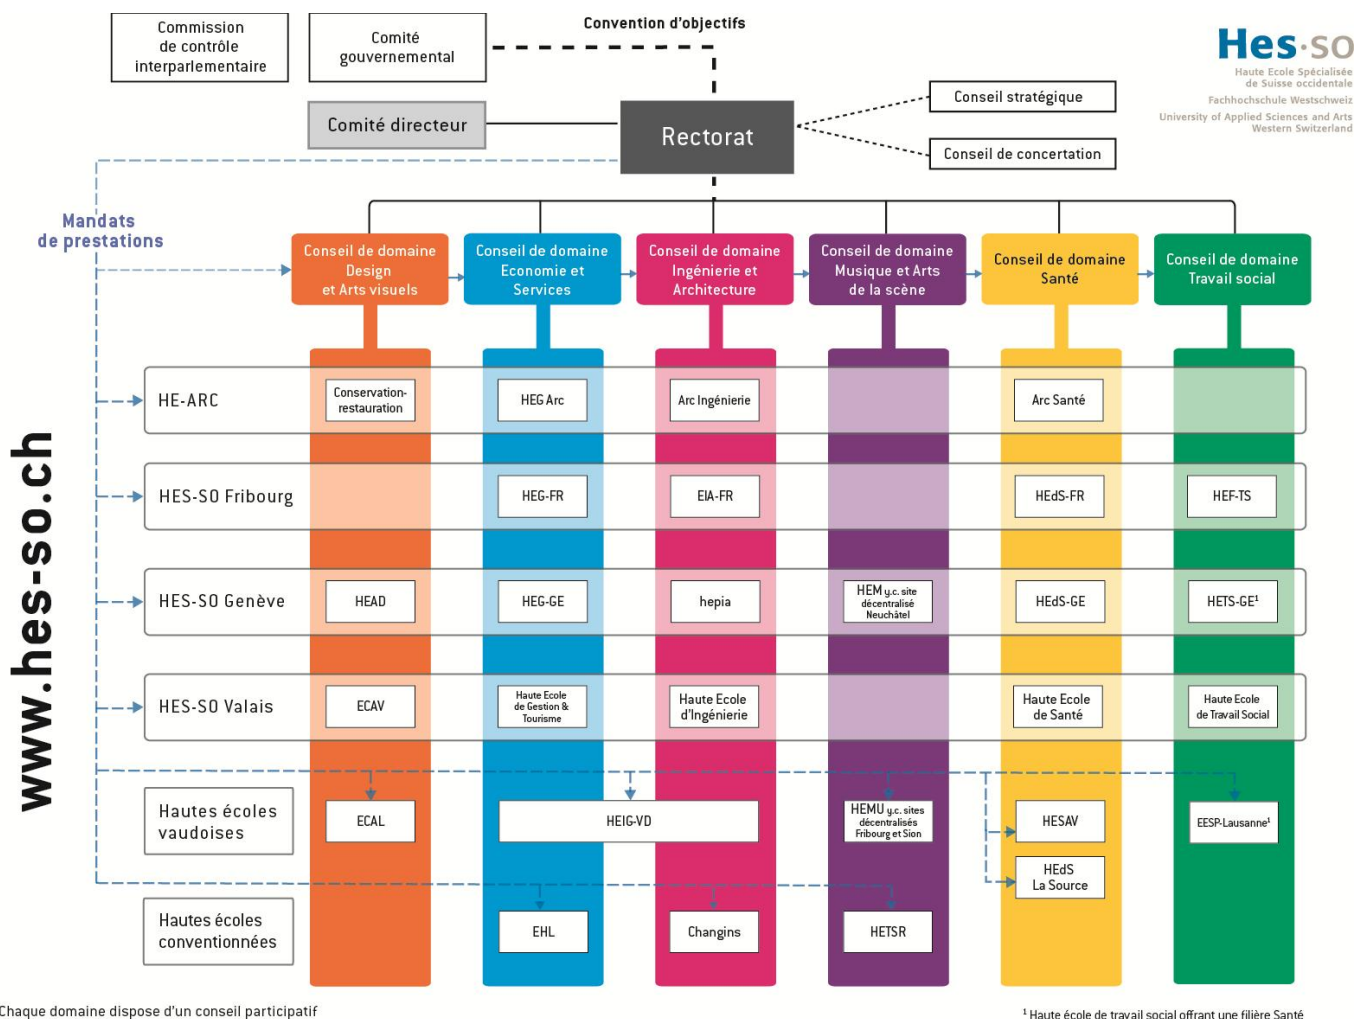 Commission
de contrôle
interparlementaire
Comité
gouvernemental
Convention d'objectifs
Hes·so
Haute Ecole Spécialisée
de Suisse occidentale
Fachhochschule Westschweiz
University of Applied Sciences and Arts
Western Switzerland
Comité directeur
Rectorat
Conseil stratégique
Conseil de concertation
Mandats
de prestations
Conseil de domaine
Design
et Arts visuels
Conseil de domaine
Economie et
Services
Conseil de domaine
Ingénierie et
Architecture
Conseil de domaine
Musique et Arts
de la scène
Conseil de domaine
Santé
Conseil de domaine
Travail social
www.hes-so.ch
HE-ARC
Conservation-
restauration
HEG Arc
Arc Ingénierie
Arc Santé
HES-SO Fribourg
HEG-FR
EIA-FR
HEdS-FR
HEF-TS
HES-SO Genève
HEAD
HEG-GE
hepia
HEM y.c. site
décentralisé
Neuchâtel
HEdS-GE
HETS-GE¹
HES-SO Valais
ECAV
Haute Ecole
de Gestion &
Tourisme
Haute Ecole
d'Ingénierie
Haute Ecole
de Santé
Haute Ecole
de Travail Social
Hautes écoles
vaudoises
ECAL
HEIG-VD
HEMU y.c. sites
décentralisés
Fribourg et Sion
HESAV
EESP-Lausanne¹
HEdS
La Source
Hautes écoles
conventionnées
EHL
Changins
HETSR
Chaque domaine dispose d'un conseil participatif
¹ Haute école de travail social offrant une filière Santé